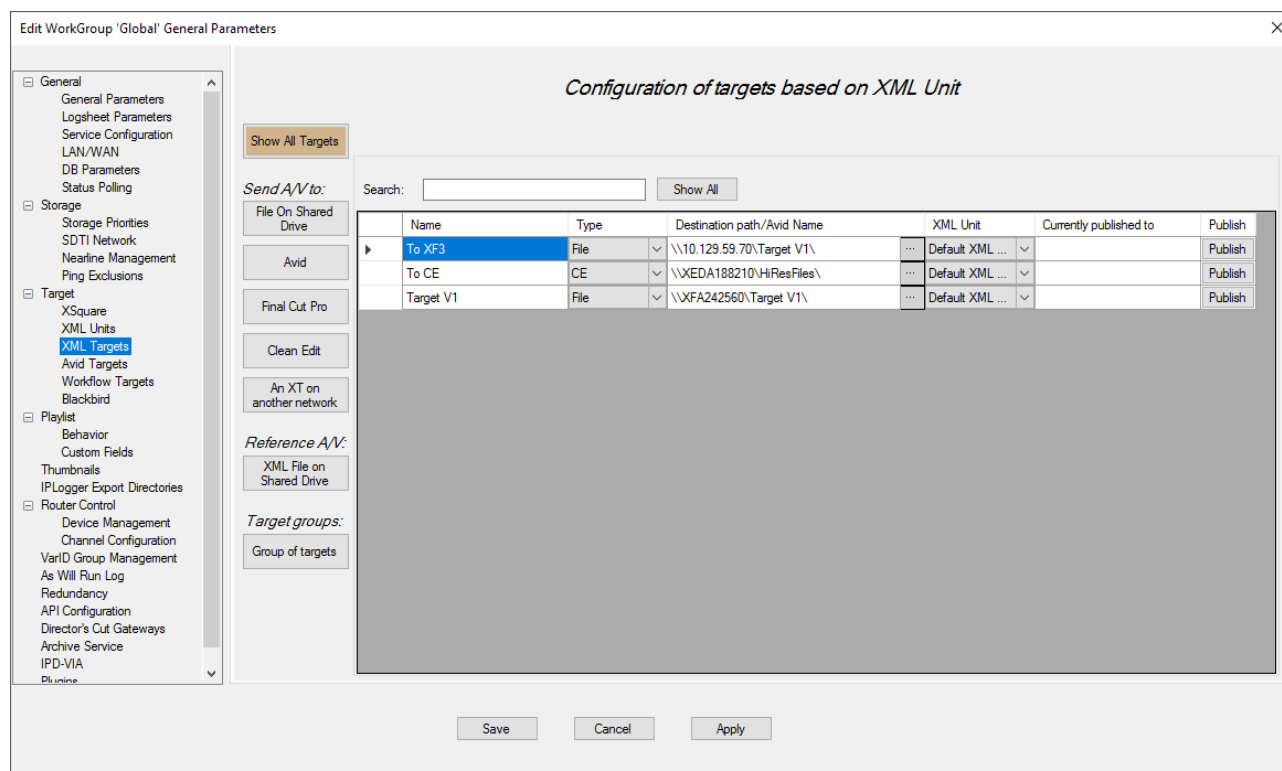 Edit WorkGroup 'Global' General Parameters
General
General Parameters
Logsheet Parameters
Service Configuration
LAN/WAN
DB Parameters
Status Polling
Storage
Storage Priorities
SDTI Network
Nearline Management
Ping Exclusions
Target
XSquare
XML Units
XML Targets
Avid Targets
Workflow Targets
Blackbird
Playlist
Behavior
Custom Fields
Thumbnails
IPLogger Export Directories
Router Control
Device Management
Channel Configuration
VarID Group Management
As Will Run Log
Redundancy
API Configuration
Director's Cut Gateways
Archive Service
IPD-VIA
Plugins
Configuration of targets based on XML Unit
Show All Targets
Send A/V to:
File On Shared
Drive
Avid
Final Cut Pro
Clean Edit
An XT on
another network
Reference A/V:
XML File on
Shared Drive
Target groups:
Group of targets
Search:
Show All
Name Type Destination path/Avid Name XML Unit Currently published to Publish
To XF3 File \\10.129.59.70\Target V1\ ... Default XML ... Publish
To CE CE \\XEDA188210\HiResFiles\ ... Default XML ... Publish
Target V1 File \\XFA242560\Target V1\ ... Default XML ... Publish
Save Cancel Apply